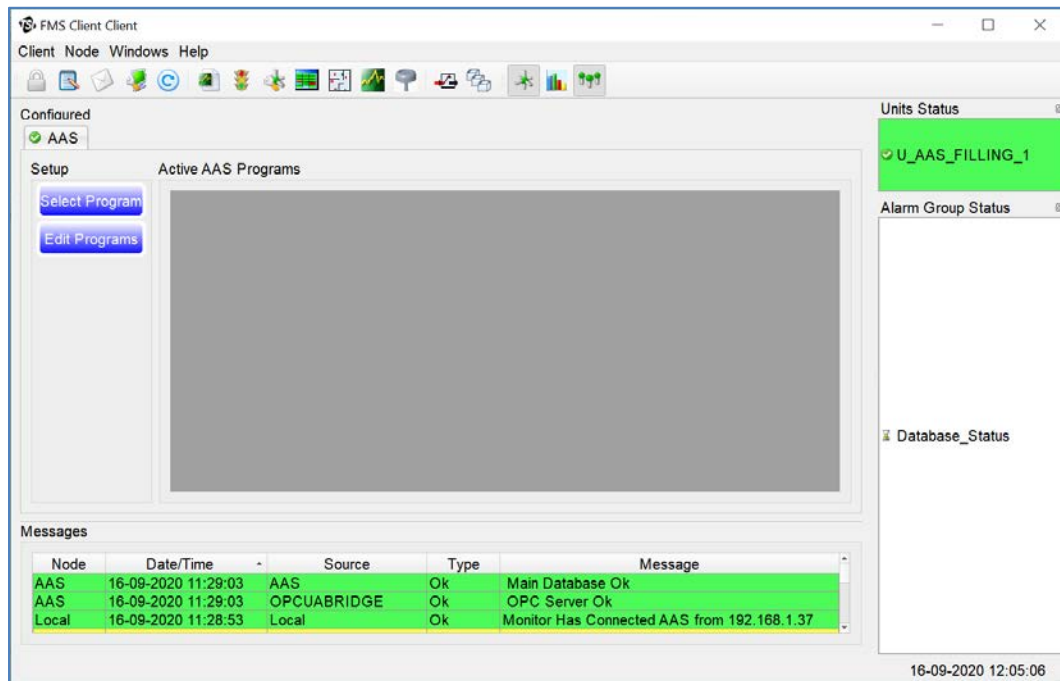 FMS Client Client
Client Node Windows Help
Configured
AAS
Setup
Active AAS Programs
Select Program
Edit Programs
Units Status
U_AAS_FILLING_1
Alarm Group Status
Database_Status
Messages
Node Date/Time Source Type Message
AAS 16-09-2020 11:29:03 AAS Ok Main Database Ok
AAS 16-09-2020 11:29:03 OPCUABRIDGE Ok OPC Server Ok
Local 16-09-2020 11:28:53 Local Ok Monitor Has Connected AAS from 192.168.1.37
16-09-2020 12:05:06